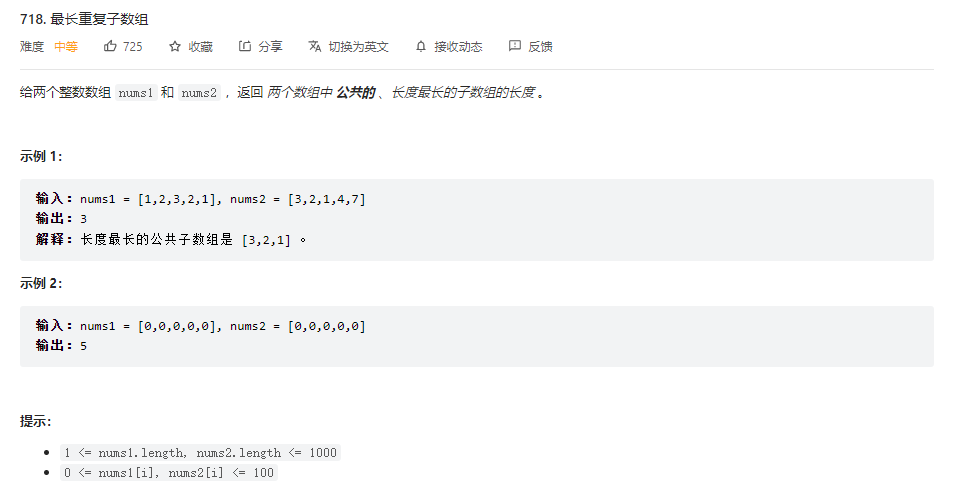 718. 最长重复子数组
难度 中等 725 收藏 分享 切换为英文 接收动态 反馈
给两个整数数组 nums1 和 nums2 ，返回 两个数组中 公共的 、长度最长的子数组的长度 。
示例 1：
输入：nums1 = [1,2,3,2,1], nums2 = [3,2,1,4,7]
输出：3
解释：长度最长的公共子数组是 [3,2,1] 。
示例 2：
输入：nums1 = [0,0,0,0,0], nums2 = [0,0,0,0,0]
输出：5
提示：
1 <= nums1.length, nums2.length <= 1000
0 <= nums1[i], nums2[i] <= 100